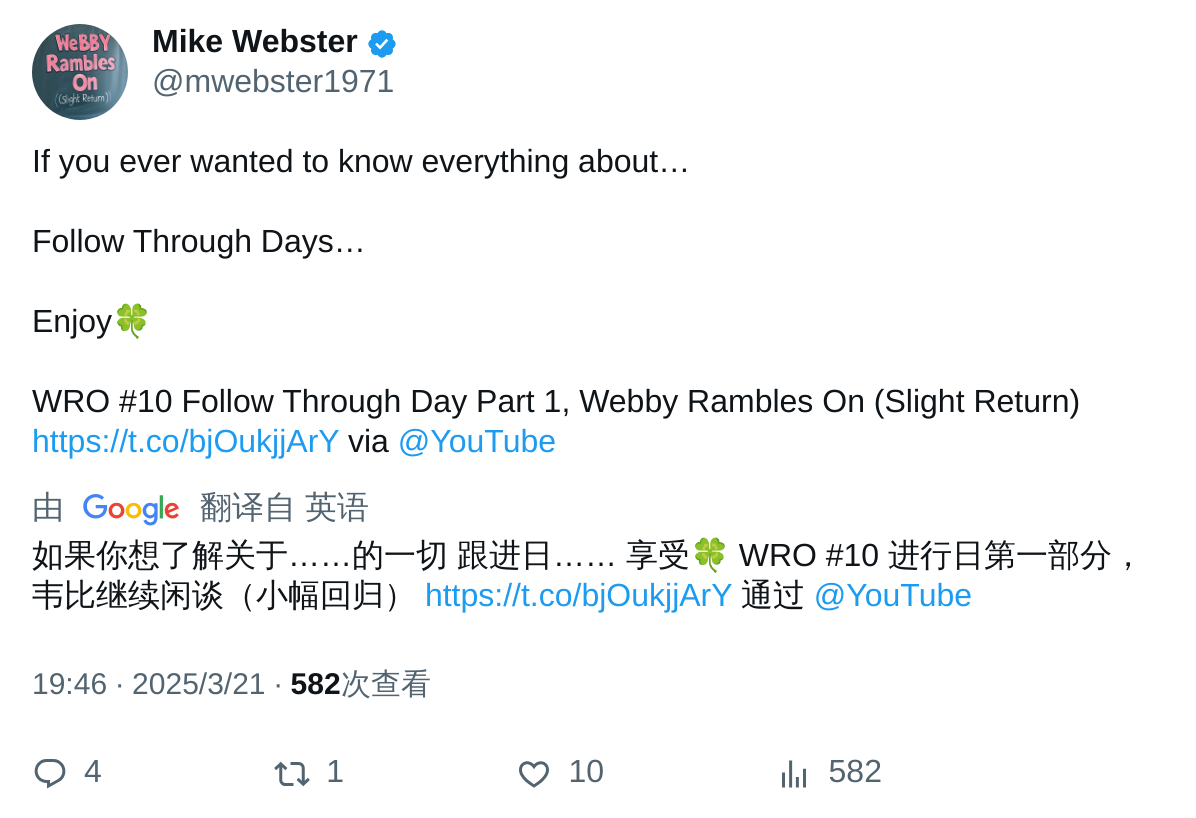 WeBBY
Rambles
On
((Slight Return))
Mike Webster
@mwebster1971
If you ever wanted to know everything about…
Follow Through Days…
Enjoy🍀
WRO #10 Follow Through Day Part 1, Webby Rambles On (Slight Return)
https://t.co/bjOukjjArY via @YouTube
由 Google 翻译自 英语
如果你想了解关于……的一切 跟进日…… 享受🍀 WRO #10 进行日第一部分，
韦比继续闲谈（小幅回归） https://t.co/bjOukjjArY 通过 @YouTube
19:46 · 2025/3/21 · 582次查看
4 1 10 582